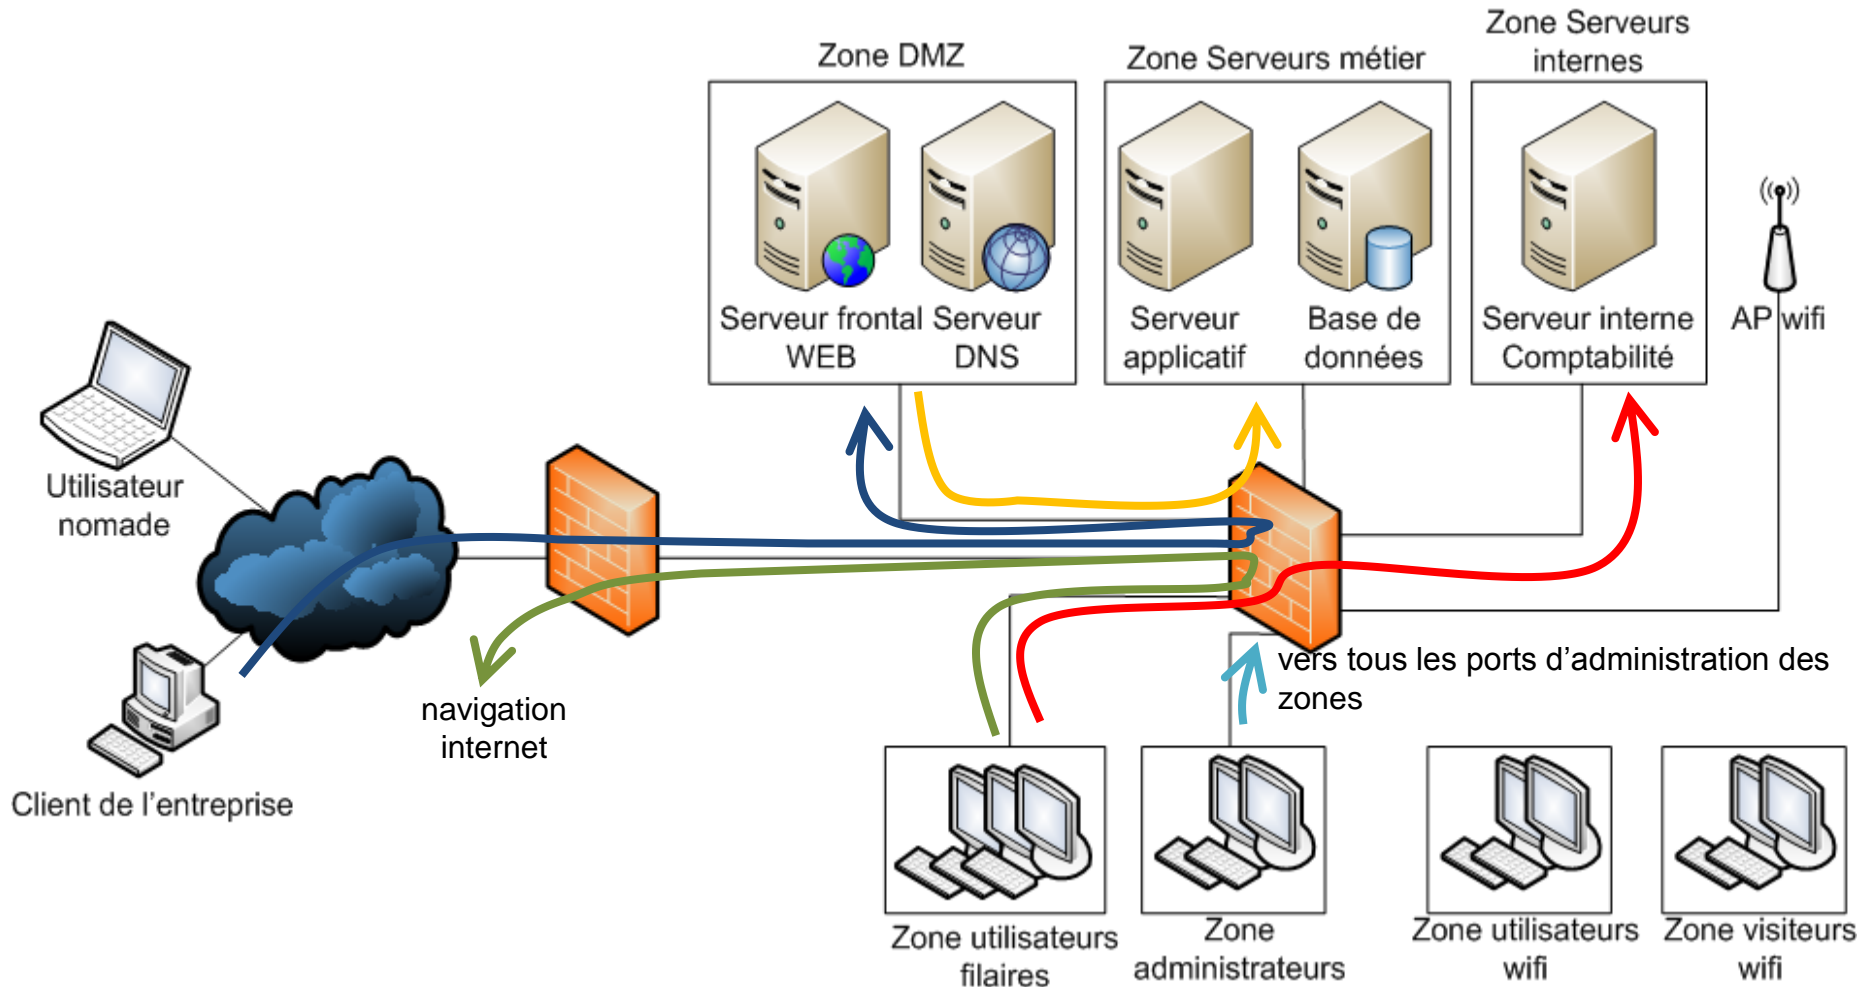 Zone DMZ
Zone Serveurs métier
Zone Serveurs
internes
Serveur frontal
WEB
Serveur
DNS
Serveur
applicatif
Base de
données
Serveur interne
Comptabilité
AP wifi
Utilisateur
nomade
Client de l'entreprise
navigation
internet
vers tous les ports d'administration des
zones
Zone utilisateurs
filaires
Zone
administrateurs
Zone utilisateurs
wifi
Zone visiteurs
wifi